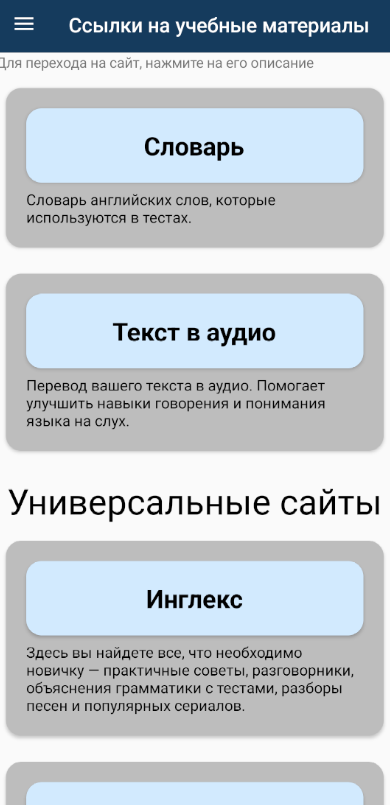 Ссылки на учебные материалы
Для перехода на сайт, нажмите на его описание
Словарь
Словарь английских слов, которые
используются в тестах.
Текст в аудио
Перевод вашего текста в аудио. Помогает
улучшить навыки говорения и понимания
языка на слух.
Универсальные сайты
Инглекс
Здесь вы найдете все, что необходимо
новичку — практичные советы, разговорники,
объяснения грамматики с тестами, разборы
песен и популярных сериалов.